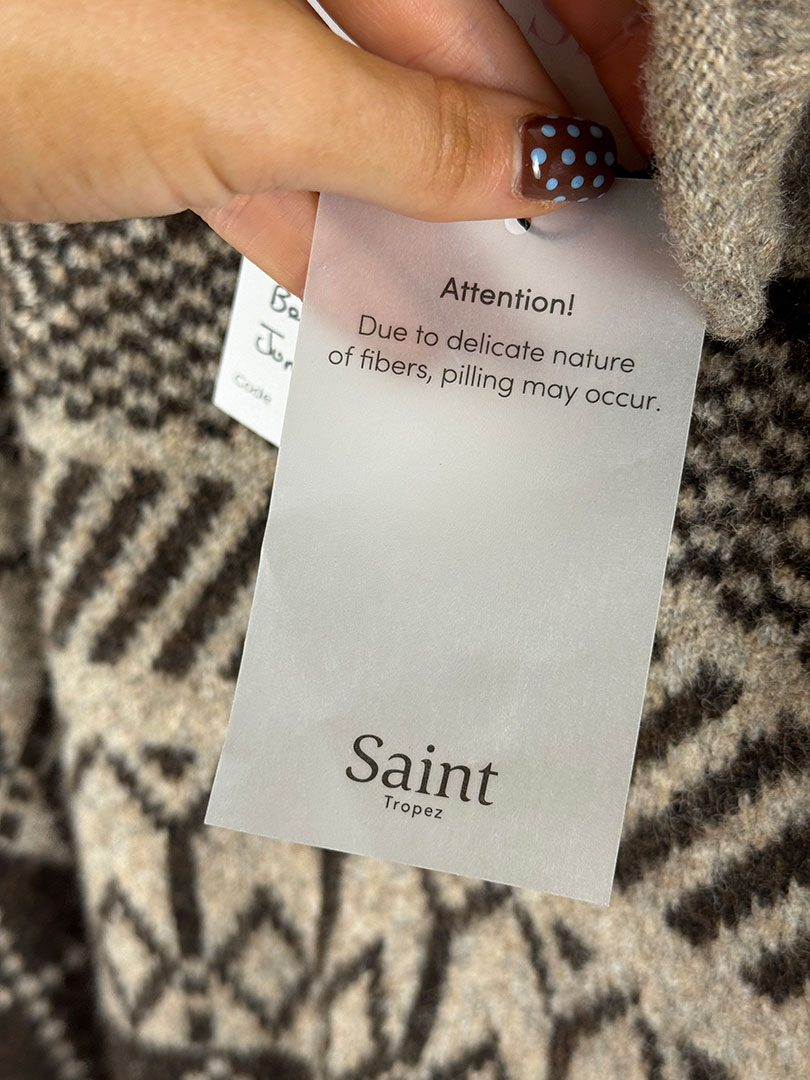 Attention!
Due to delicate nature
of fibers, pilling may occur.
Saint
Tropez
Code